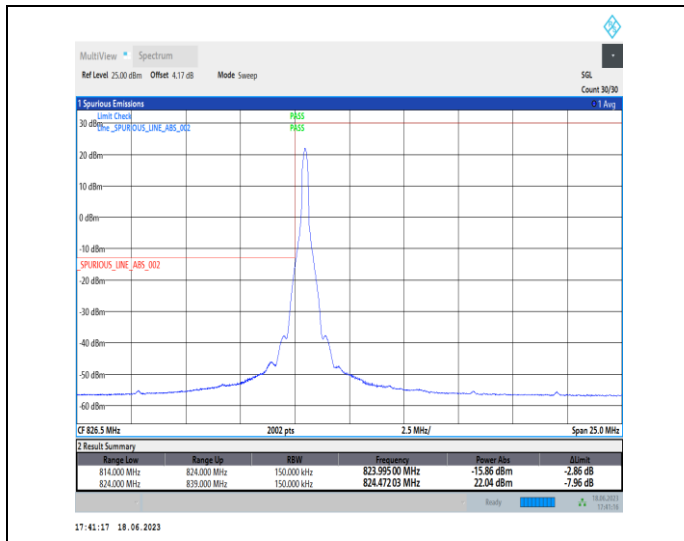 MultiView Spectrum
Ref Level 25.00 dBm Offset 4.17 dB Mode Sweep SGL
Count 30/30
1 Spurious Emissions 1 Avg
Limit Check PASS
30 dBm
Line _SPURIOUS_LINE_ABS_002 PASS
20 dBm
10 dBm
0 dBm
-10 dBm
_SPURIOUS_LINE_ABS_002
-20 dBm
-30 dBm
-40 dBm
-50 dBm
-60 dBm
CF 826.5 MHz 2002 pts 2.5 MHz/ Span 25.0 MHz
2 Result Summary
Range Low Range Up RBW Frequency Power Abs ΔLimit
814.000 MHz 824.000 MHz 150.000 kHz 823.99500 MHz -15.86 dBm -2.86 dB
824.000 MHz 839.000 MHz 150.000 kHz 824.47203 MHz 22.04 dBm -7.96 dB
Ready 18.06.2023
17:41:18
17:41:17 18.06.2023